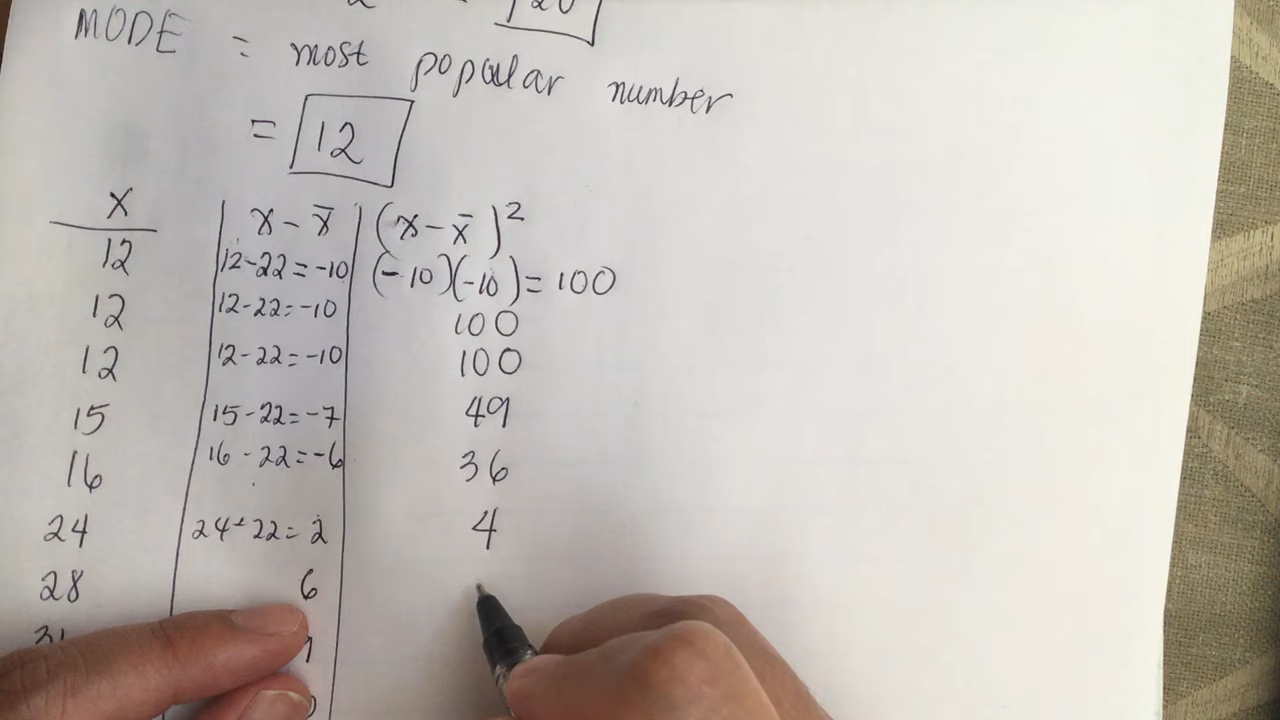 2 = 120
MODE = most popular number
= 12
x | x - x̄ | (x - x̄)²
12 | 12-22=-10 | (-10)(-10)=100
12 | 12-22=-10 | 100
12 | 12-22=-10 | 100
15 | 15-22=-7 | 49
16 | 16-22=-6 | 36
24 | 24-22=2 | 4
28 | 6